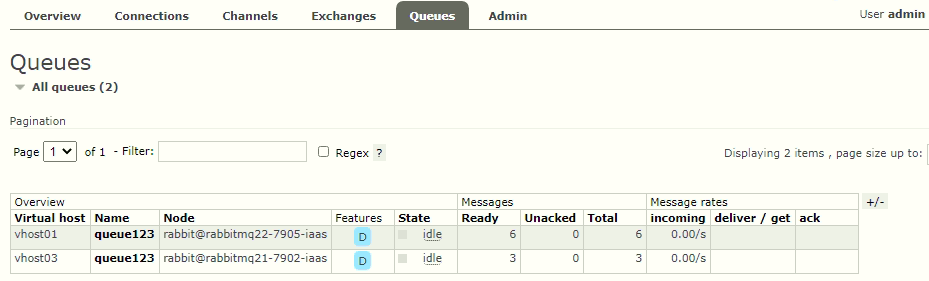 Overview Connections Channels Exchanges Queues Admin User admin
Queues
All queues (2)
Pagination
Page 1 of 1 - Filter: Regex ? Displaying 2 items , page size up to:
Overview Messages Message rates +/-
Virtual host Name Node Features State Ready Unacked Total incoming deliver / get ack
vhost01 queue123 rabbit@rabbitmq22-7905-iaas D idle 6 0 6 0.00/s
vhost03 queue123 rabbit@rabbitmq21-7902-iaas D idle 3 0 3 0.00/s